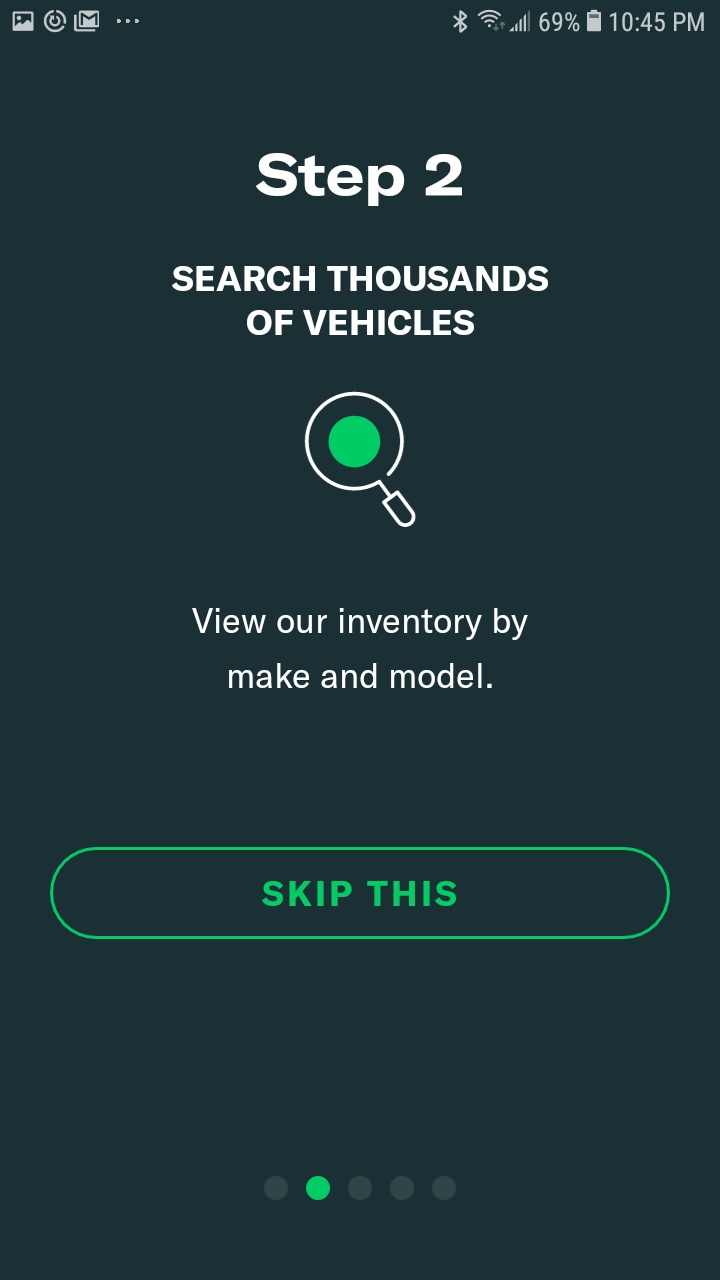 69% 10:45 PM
Step 2
SEARCH THOUSANDS
OF VEHICLES
View our inventory by
make and model.
SKIP THIS